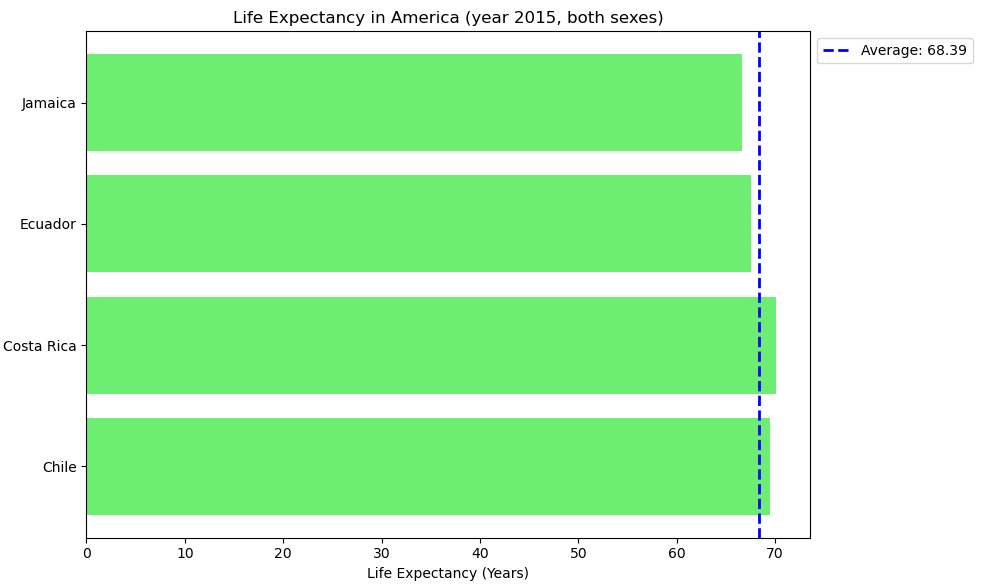 Life Expectancy in America (year 2015, both sexes)
Average: 68.39
Jamaica
Ecuador
Costa Rica
Chile
0 10 20 30 40 50 60 70
Life Expectancy (Years)